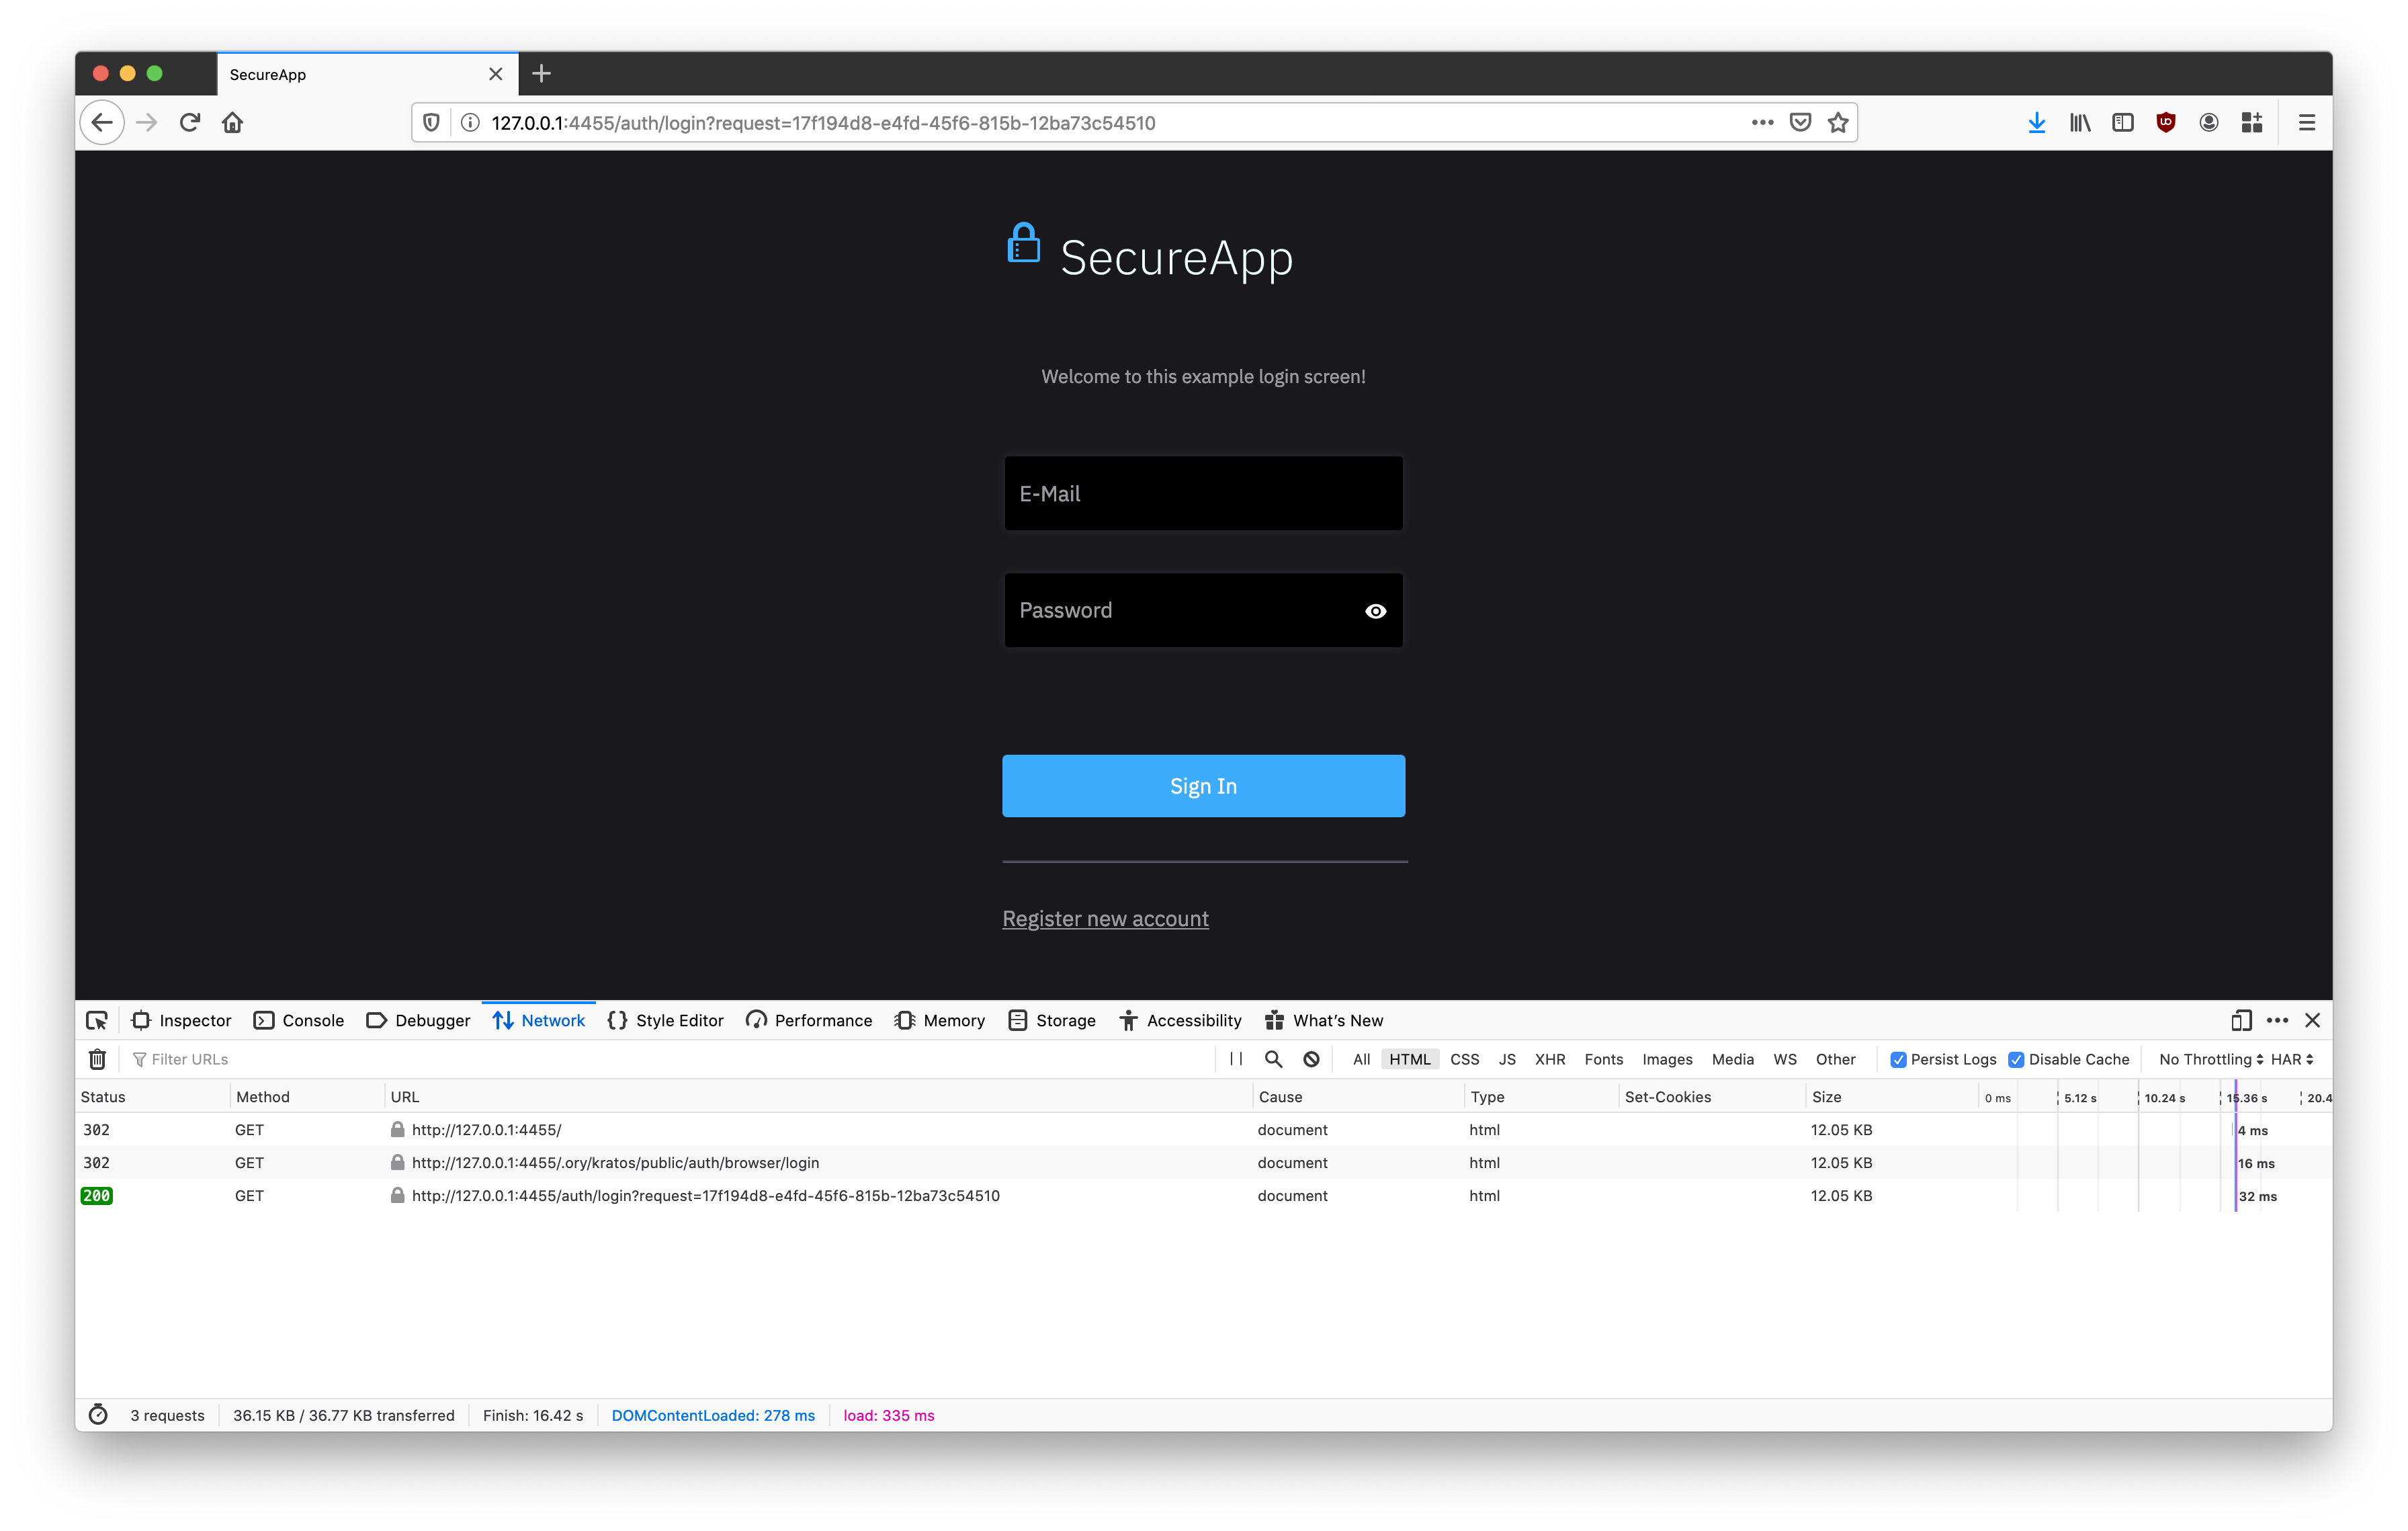 SecureApp
127.0.0.1:4455/auth/login?request=17f194d8-e4fd-45f6-815b-12ba73c54510
SecureApp
Welcome to this example login screen!
E-Mail
Password
Sign In
Register new account
Inspector Console Debugger Network Style Editor Performance Memory Storage Accessibility What's New
Filter URLs All HTML CSS JS XHR Fonts Images Media WS Other Persist Logs Disable Cache No Throttling HAR
Status Method URL Cause Type Set-Cookies Size 0 ms 5.12 s 10.24 s 15.36 s 20.4
302 GET http://127.0.0.1:4455/ document html 12.05 KB 4 ms
302 GET http://127.0.0.1:4455/.ory/kratos/public/auth/browser/login document html 12.05 KB 16 ms
200 GET http://127.0.0.1:4455/auth/login?request=17f194d8-e4fd-45f6-815b-12ba73c54510 document html 12.05 KB 32 ms
3 requests 36.15 KB / 36.77 KB transferred Finish: 16.42 s DOMContentLoaded: 278 ms load: 335 ms